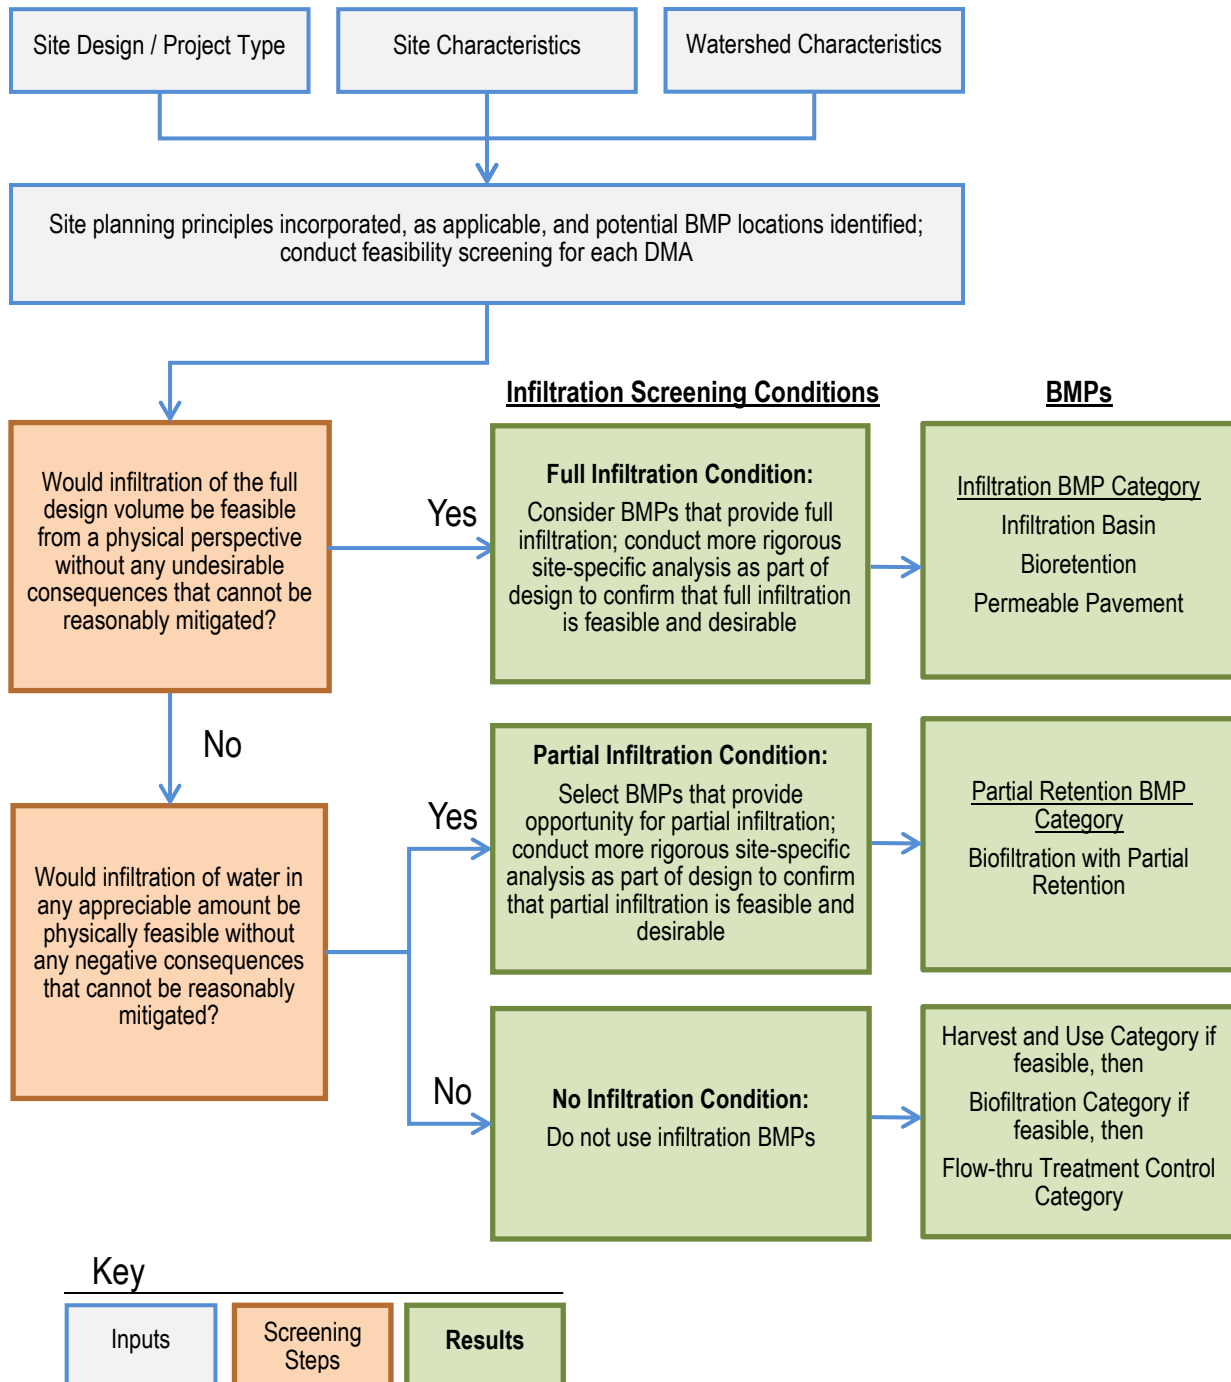 Site Design / Project Type
Site Characteristics
Watershed Characteristics
Site planning principles incorporated, as applicable, and potential BMP locations identified;
conduct feasibility screening for each DMA
Infiltration Screening Conditions
BMPs
Would infiltration of the full
design volume be feasible
from a physical perspective
without any undesirable
consequences that cannot be
reasonably mitigated?
Yes
Full Infiltration Condition:
Consider BMPs that provide full
infiltration; conduct more rigorous
site-specific analysis as part of
design to confirm that full infiltration
is feasible and desirable
Infiltration BMP Category
Infiltration Basin
Bioretention
Permeable Pavement
No
Would infiltration of water in
any appreciable amount be
physically feasible without
any negative consequences
that cannot be reasonably
mitigated?
Yes
Partial Infiltration Condition:
Select BMPs that provide
opportunity for partial infiltration;
conduct more rigorous site-specific
analysis as part of design to confirm
that partial infiltration is feasible and
desirable
Partial Retention BMP
Category
Biofiltration with Partial
Retention
No
No Infiltration Condition:
Do not use infiltration BMPs
Harvest and Use Category if
feasible, then
Biofiltration Category if
feasible, then
Flow-thru Treatment Control
Category
Key
Inputs
Screening
Steps
Results